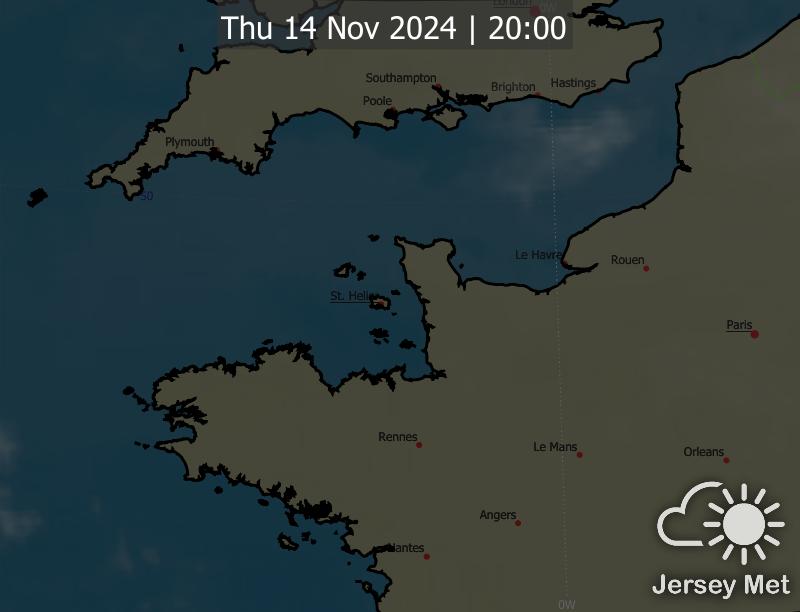 London
0W
Thu 14 Nov 2024 | 20:00
Southampton
Brighton
Hastings
Poole
Plymouth
50
Le Havre
Rouen
St. Helier
Paris
Rennes
Le Mans
Orleans
Angers
Nantes
Jersey Met
0W